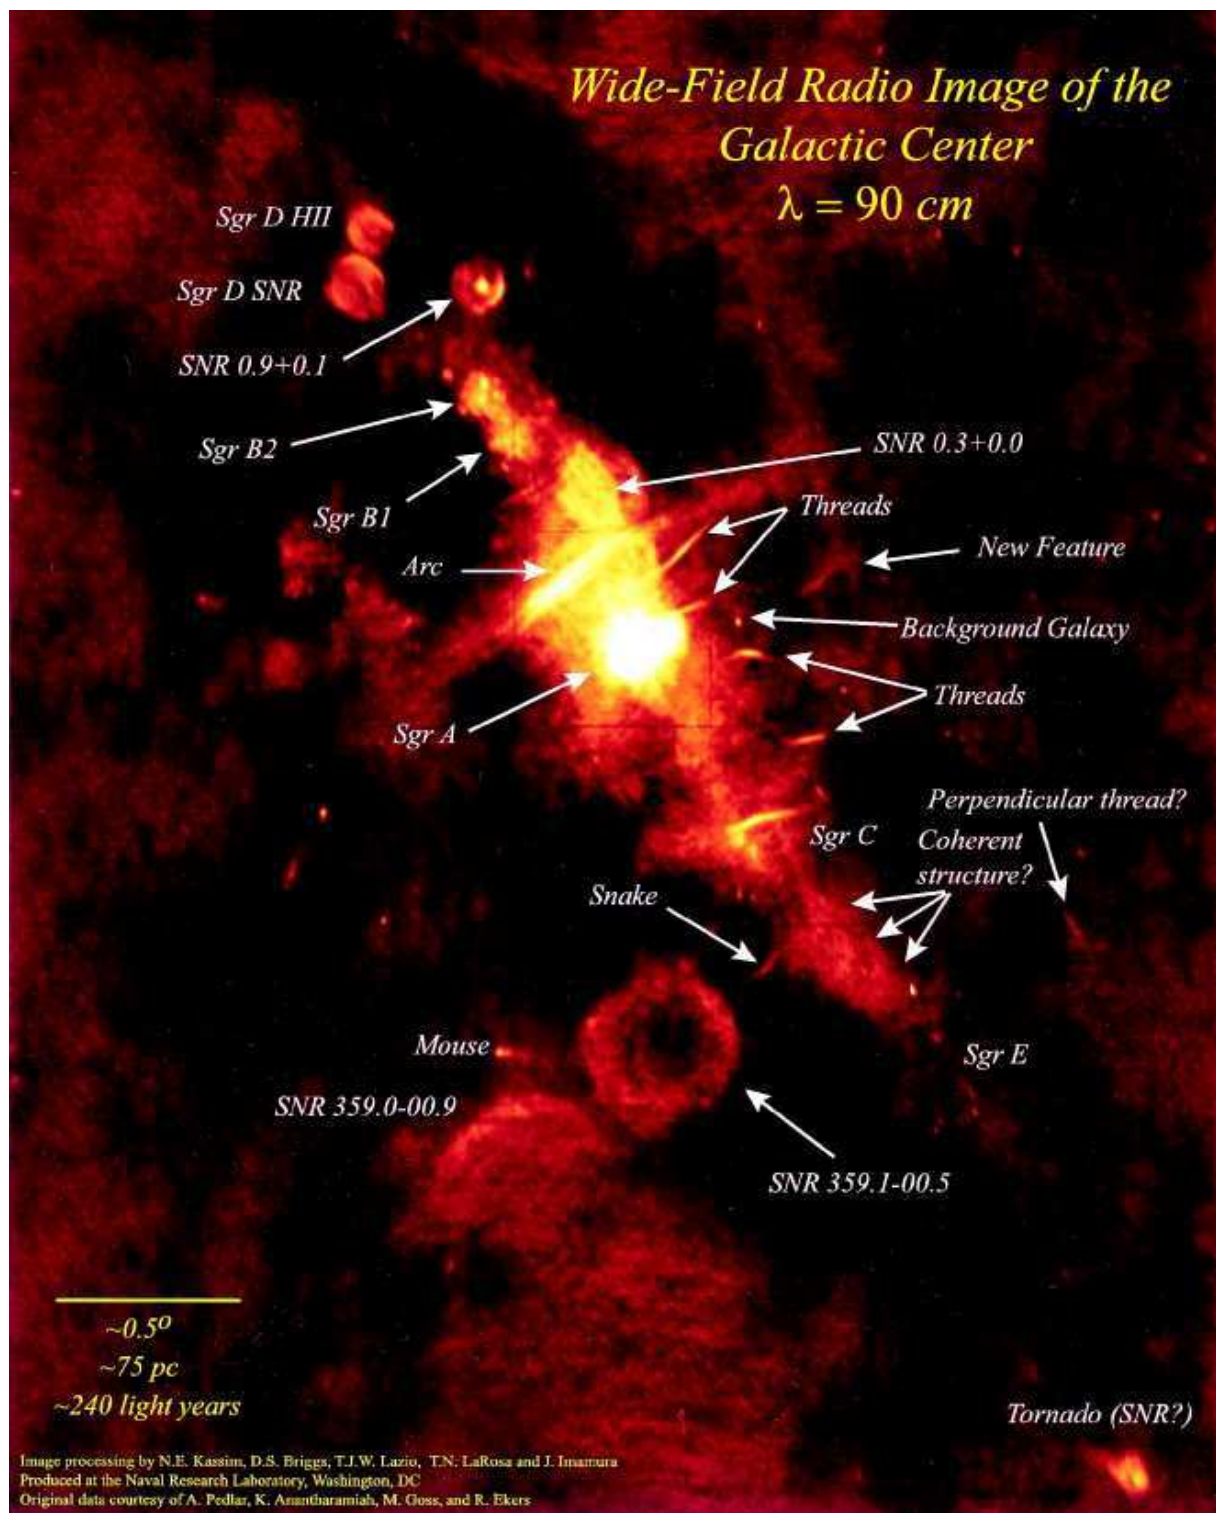 Wide-Field Radio Image of the
Galactic Center
λ = 90 cm
Sgr D HII
Sgr D SNR
SNR 0.9+0.1
Sgr B2
SNR 0.3+0.0
Sgr B1
Threads
New Feature
Arc
Background Galaxy
Threads
Sgr A
Perpendicular thread?
Sgr C
Coherent
structure?
Snake
Mouse
Sgr E
SNR 359.0-00.9
SNR 359.1-00.5
~0.5º
~75 pc
~240 light years
Tornado (SNR?)
Image processing by N.E. Kassim, D.S. Briggs, T.J.W. Lazio, T.N. LaRosa and J. Imamura
Produced at the Naval Research Laboratory, Washington, DC
Original data courtesy of A. Pedlar, K. Anantharamiah, M. Goss, and R. Ekers